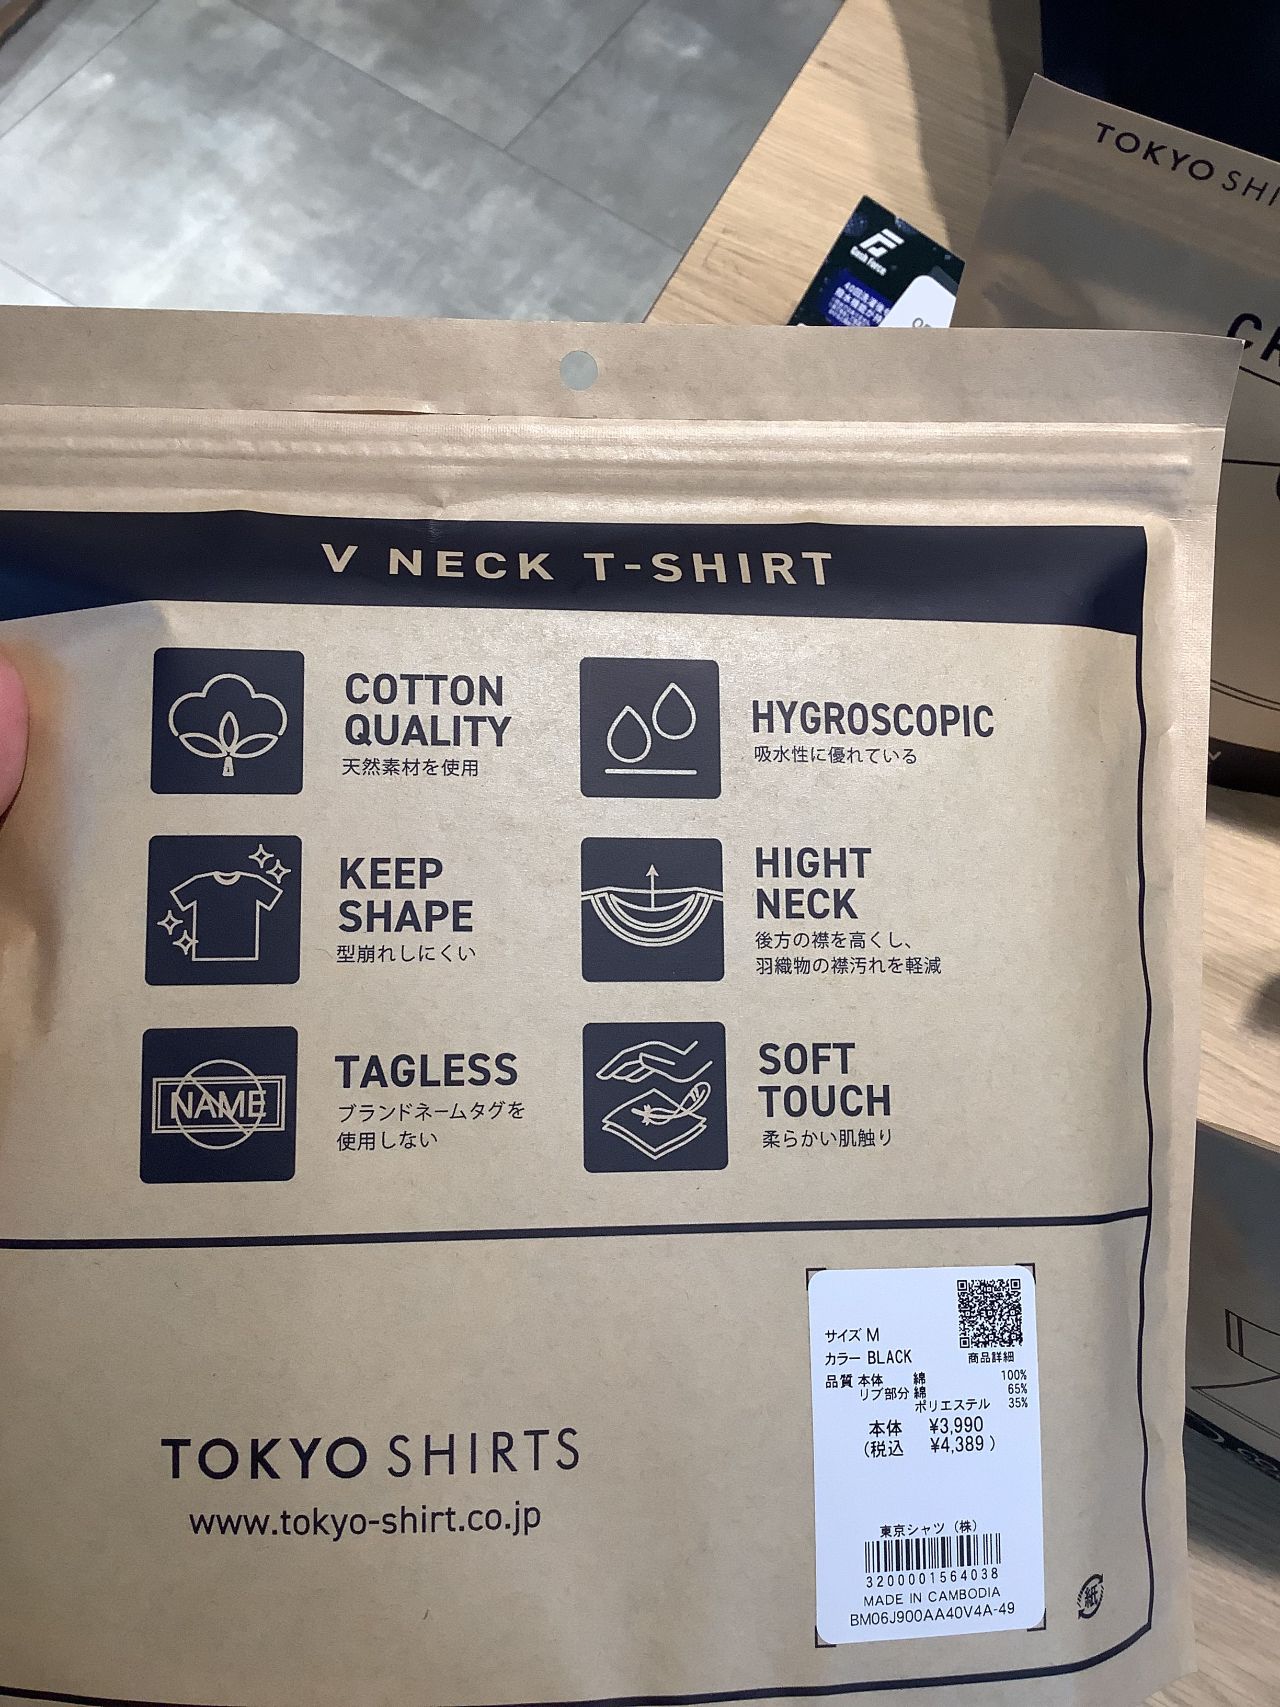 TOKYO SHI
Gush Force
V NECK T-SHIRT
COTTON
QUALITY
天然素材を使用
HYGROSCOPIC
吸水性に優れている
KEEP
SHAPE
型崩れしにくい
HIGHT
NECK
後方の襟を高くし、
羽織物の襟汚れを軽減
NAME
TAGLESS
ブランドネームタグを
使用しない
SOFT
TOUCH
柔らかい肌触り
TOKYO SHIRTS
www.tokyo-shirt.co.jp
サイズ M
カラー BLACK
商品詳細
品質 本体 綿 100%
リブ部分 綿 65%
ポリエステル 35%
本体 ¥3,990
(税込 ¥4,389 )
東京シャツ (株)
3200001564038
MADE IN CAMBODIA
BM06J900AA40V4A-49
紙